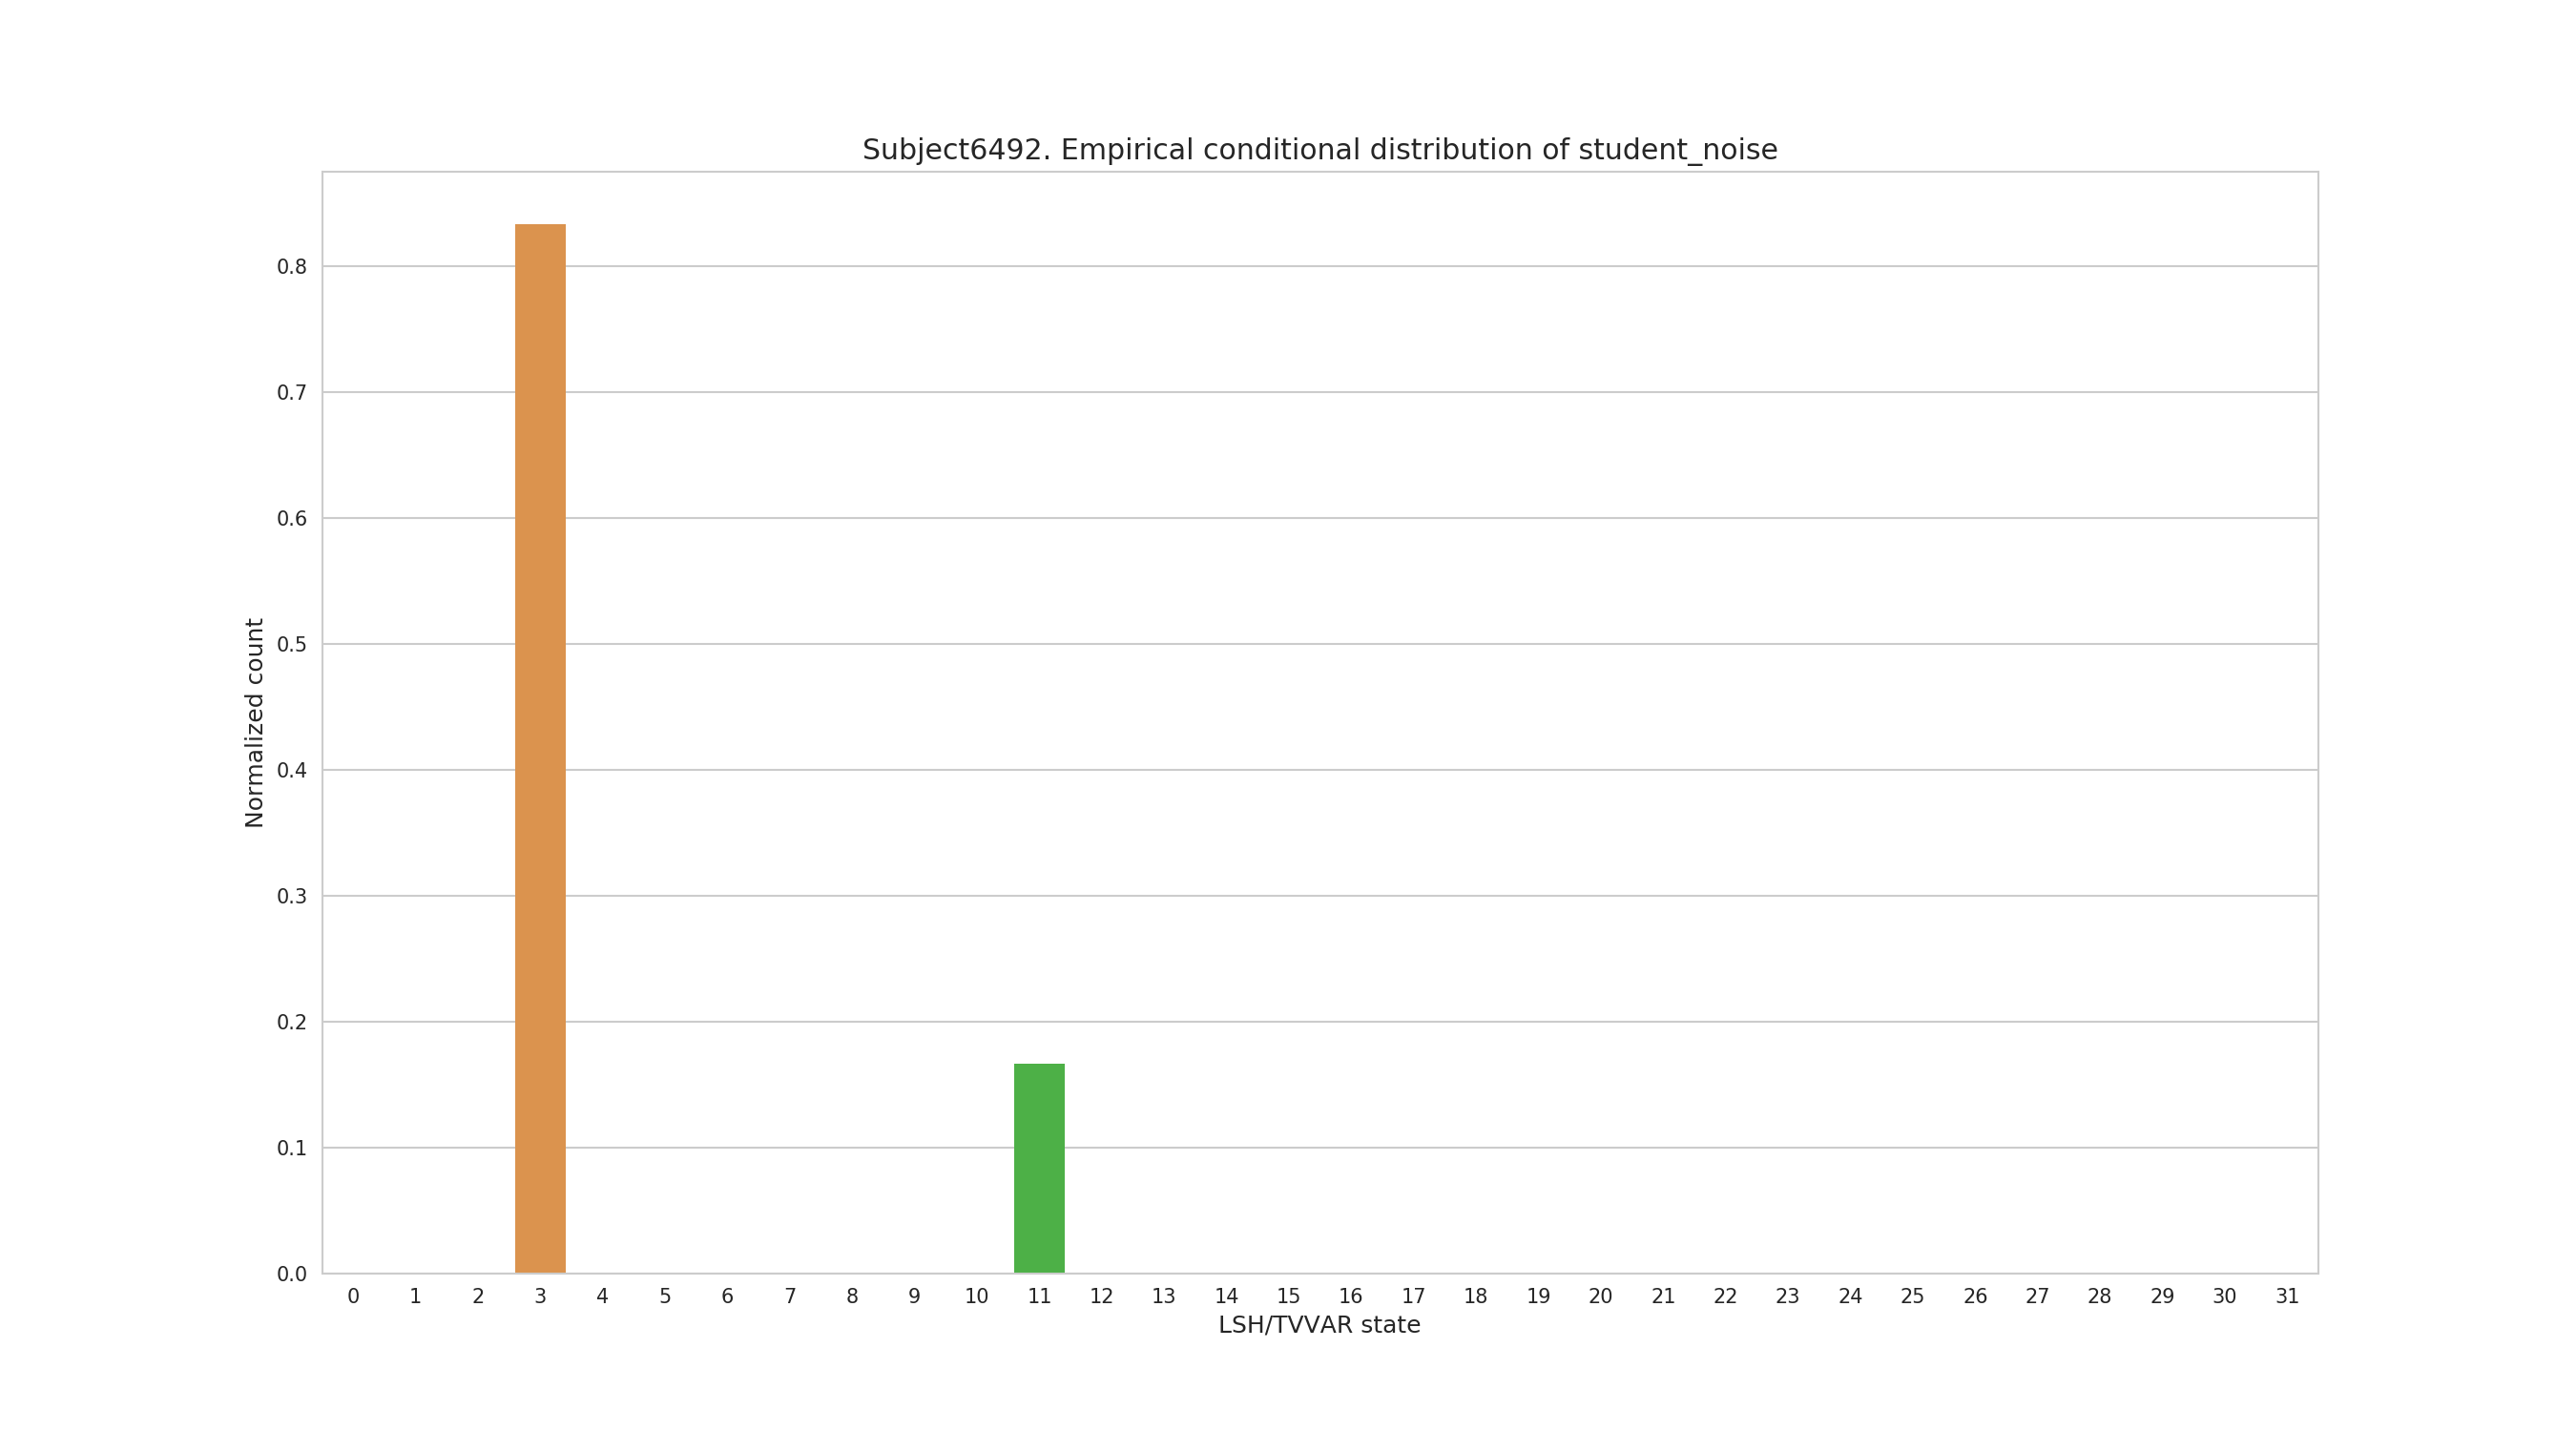 Subject6492. Empirical conditional distribution of student_noise
Normalized count
0.8
0.7
0.6
0.5
0.4
0.3
0.2
0.1
0.0
0 1 2 3 4 5 6 7 8 9 10 11 12 13 14 15 16 17 18 19 20 21 22 23 24 25 26 27 28 29 30 31
LSH/TVVAR state